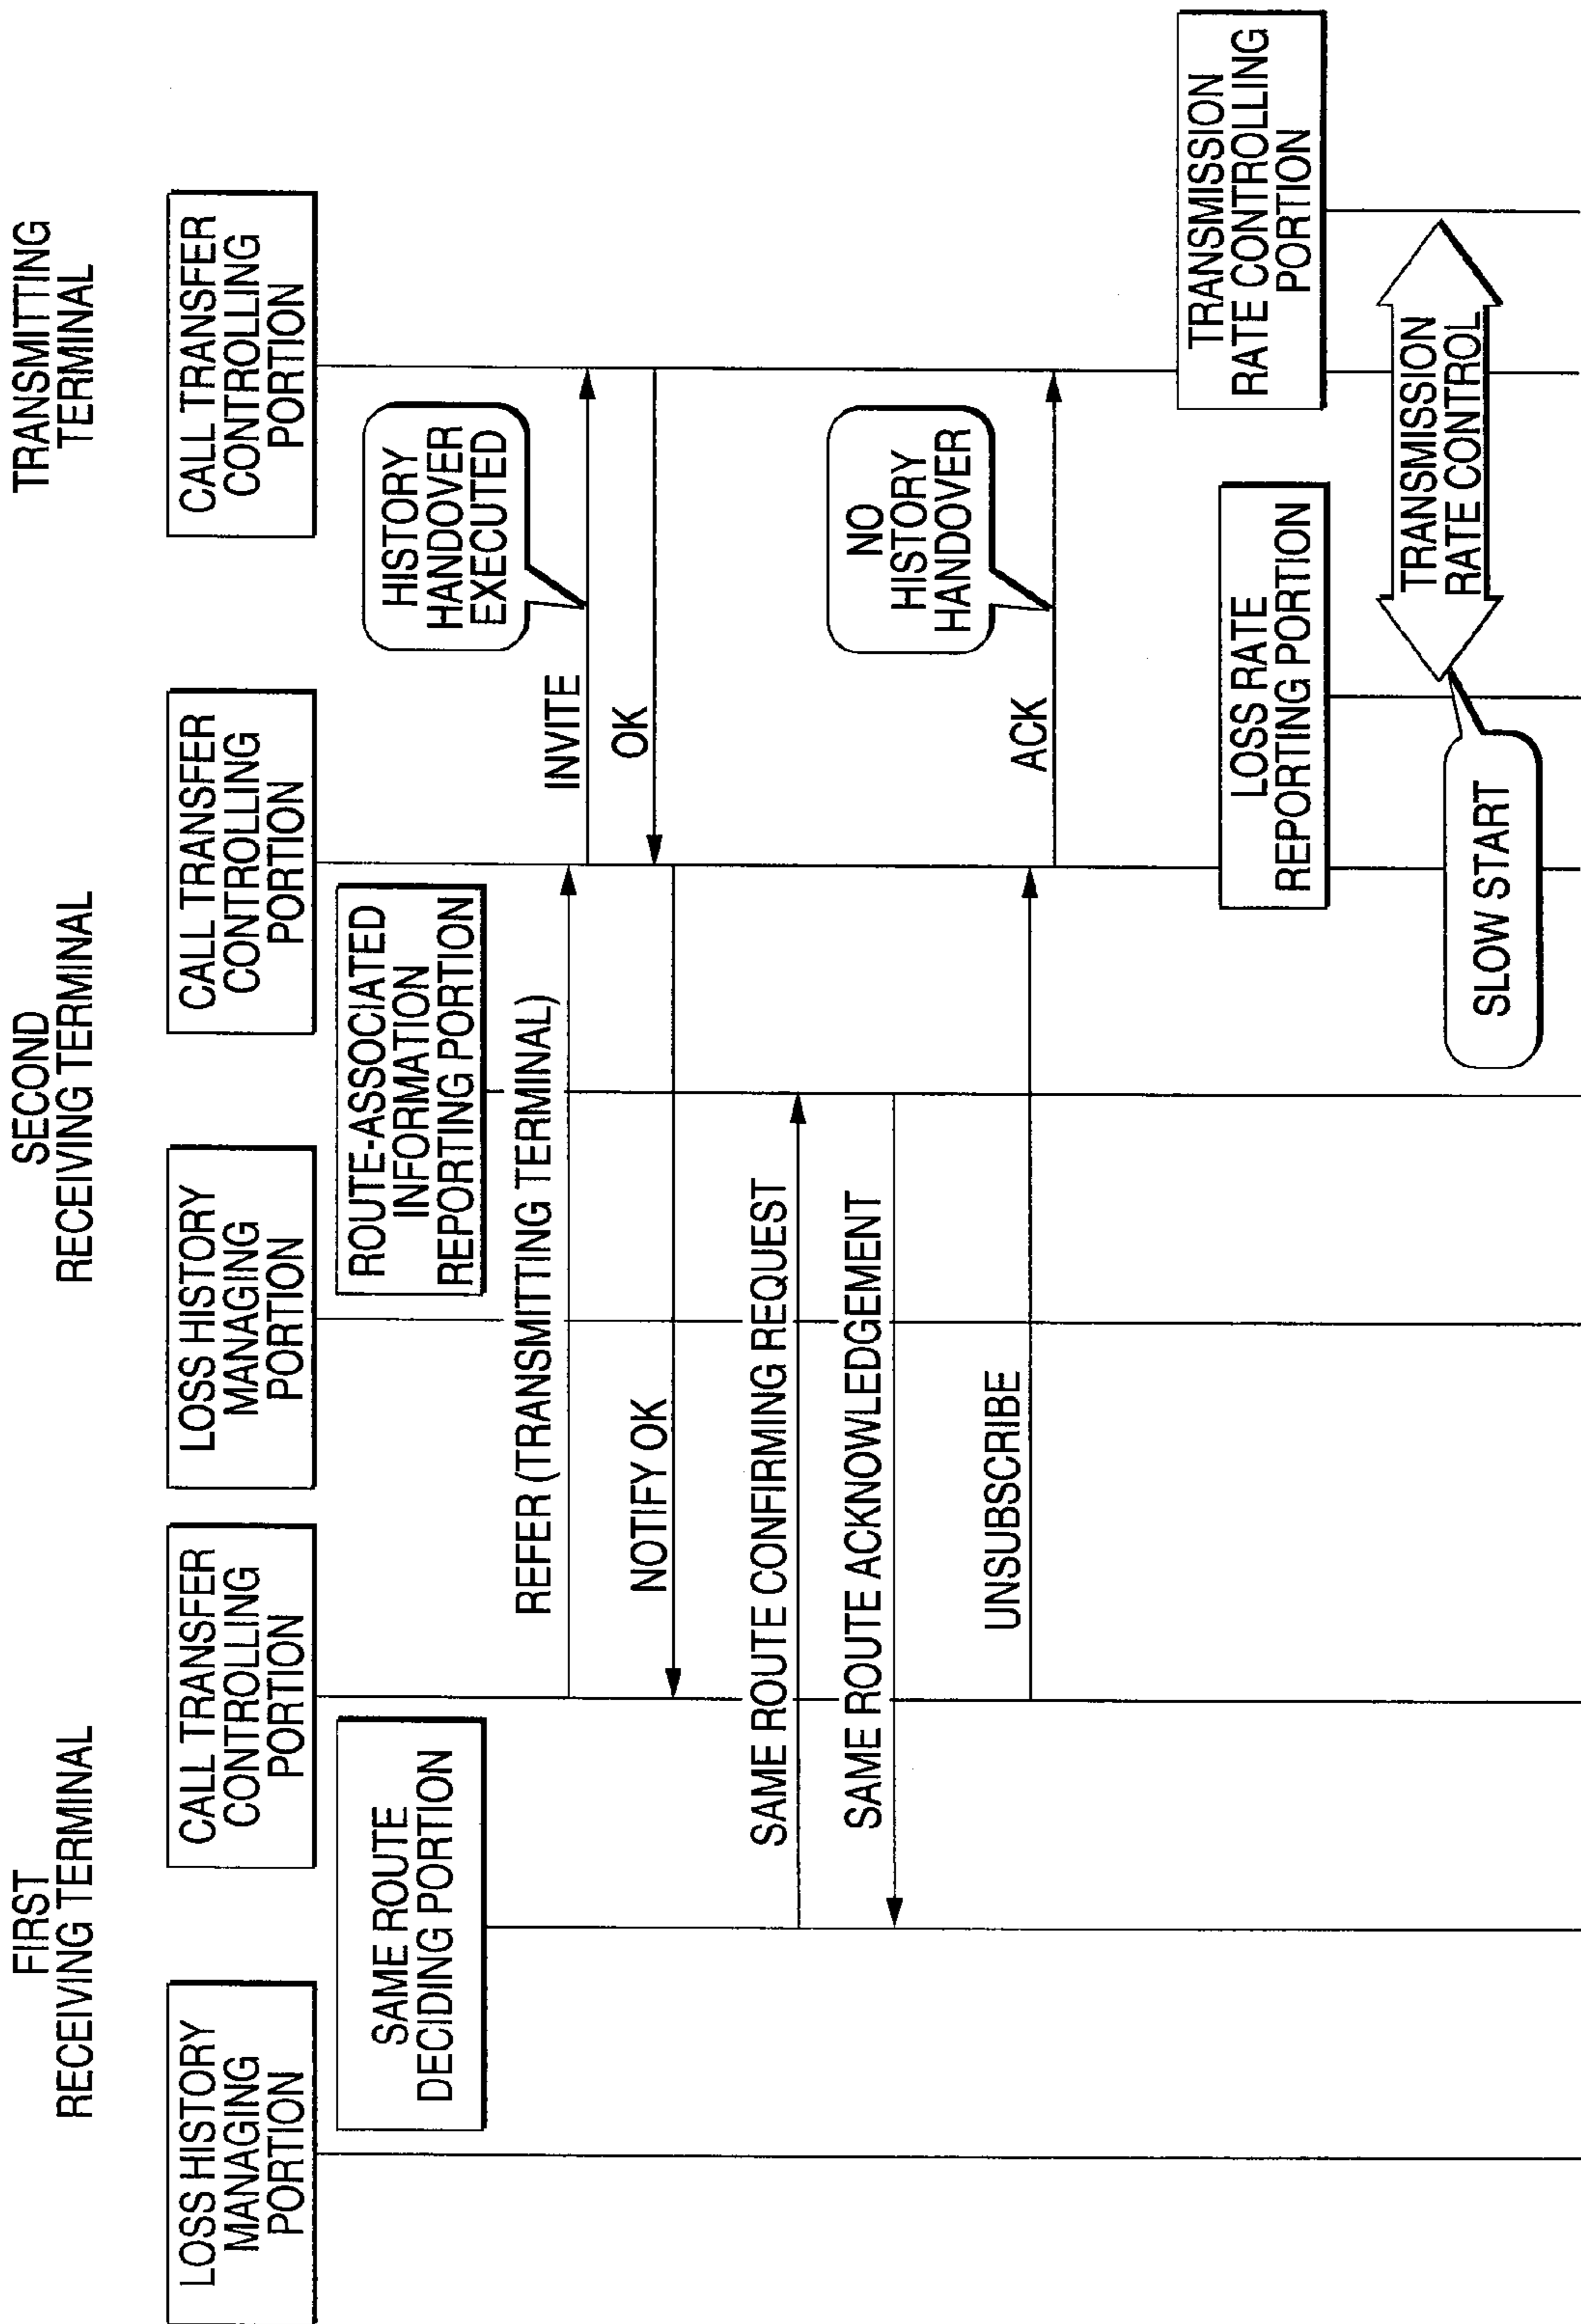 FIRST
RECEIVING TERMINAL
SECOND
RECEIVING TERMINAL
TRANSMITTING
TERMINAL
LOSS HISTORY
MANAGING
PORTION
CALL TRANSFER
CONTROLLING
PORTION
LOSS HISTORY
MANAGING
PORTION
CALL TRANSFER
CONTROLLING
PORTION
CALL TRANSFER
CONTROLLING
PORTION
SAME ROUTE
DECIDING PORTION
ROUTE-ASSOCIATED
INFORMATION
REPORTING PORTION
HISTORY
HANDOVER
EXECUTED
REFER (TRANSMITTING TERMINAL)
INVITE
OK
NOTIFY OK
SAME ROUTE CONFIRMING REQUEST
SAME ROUTE ACKNOWLEDGEMENT
NO
HISTORY
HANDOVER
UNSUBSCRIBE
ACK
LOSS RATE
REPORTING PORTION
TRANSMISSION
RATE CONTROLLING
PORTION
TRANSMISSION
RATE CONTROL
SLOW START